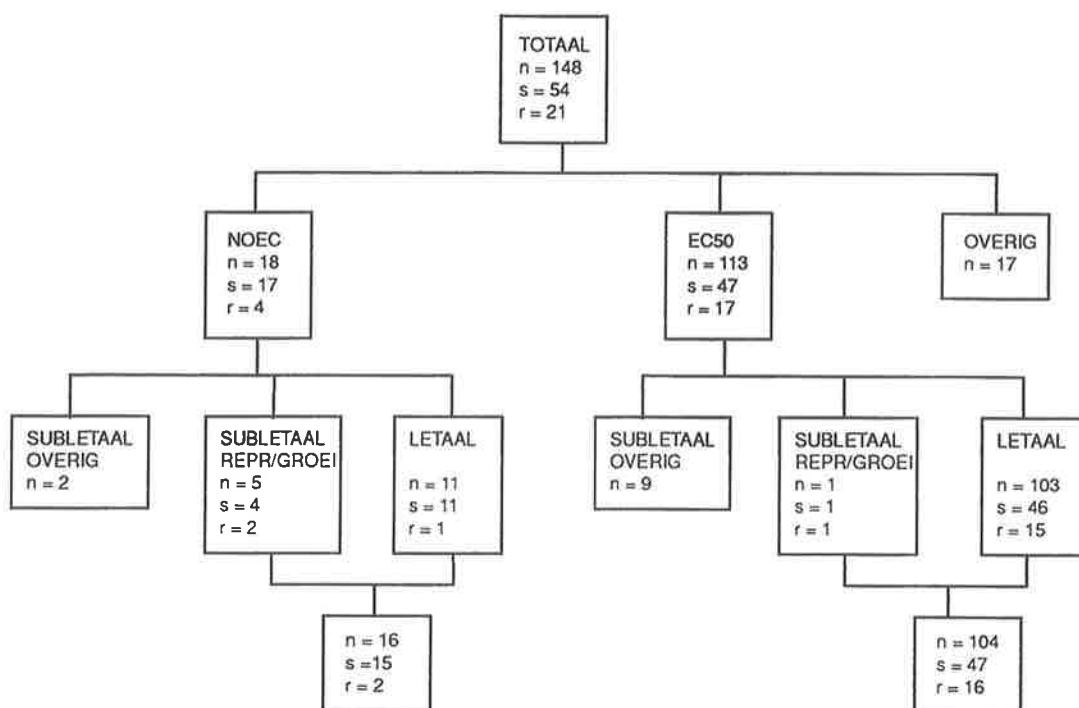 TOTAAL
n = 148
s = 54
r = 21
NOEC
n = 18
s = 17
r = 4
EC50
n = 113
s = 47
r = 17
OVERIG
n = 17
SUBLETAAL
OVERIG
n = 2
SUBLETAAL
REPR/GROEI
n = 5
s = 4
r = 2
LETAAL
n = 11
s = 11
r = 1
SUBLETAAL
OVERIG
n = 9
SUBLETAAL
REPR/GROEI
n = 1
s = 1
r = 1
LETAAL
n = 103
s = 46
r = 15
n = 16
s =15
r = 2
n = 104
s = 47
r = 16